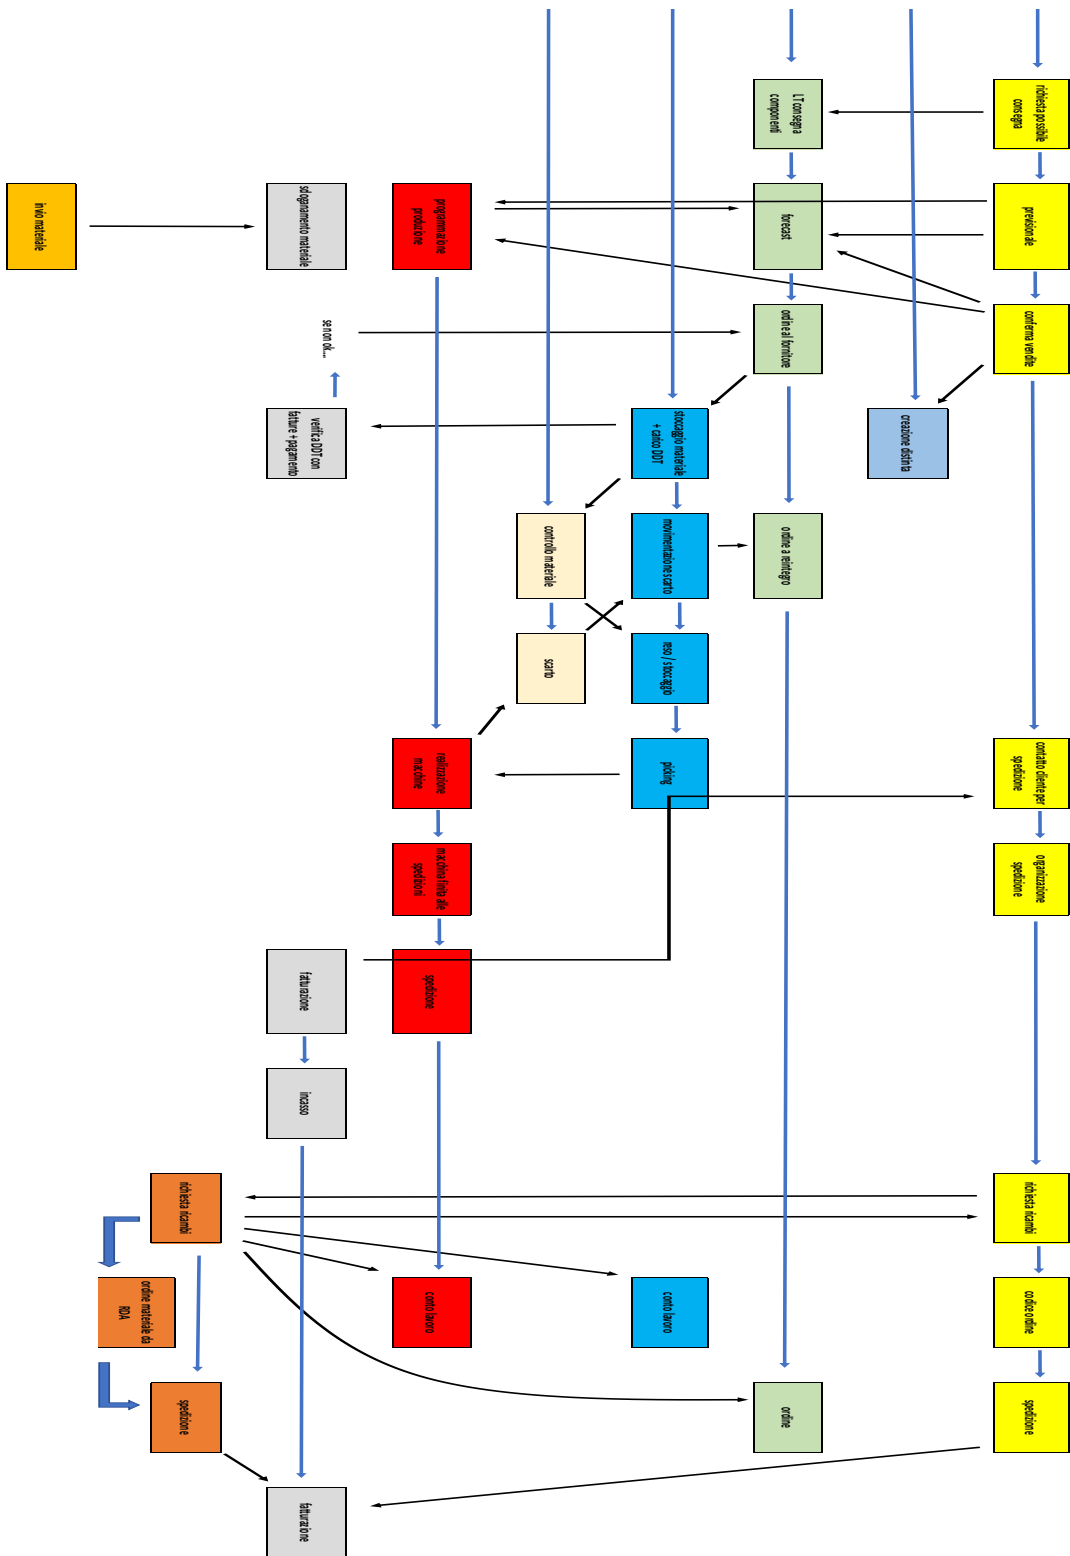 richiesta possibile
consegna
previsionale
conferma vendite
contatto cliente per
spedizione
organizzazione
spedizione
richiesta ricambi
codice ordine
spedizione
creazione distinta
LT consegna
componenti
forecast
ordine al fornitore
ordine a reintegro
ordine
stoccaggio materiale
+ carico DDT
movimentazione scarto
reso / stoccaggio
picking
conto lavoro
controllo materiale
scarto
programmazione
produzione
realizzazione
macchine
macchina finita alle
spedizioni
spedizione
conto lavoro
sdoganamento materiale
se non ok...
verifica DDT con
fatture + pagamento
fatturazione
incasso
fatturazione
richiesta ricambi
ordine materiale da
RDA
spedizione
invio materiale